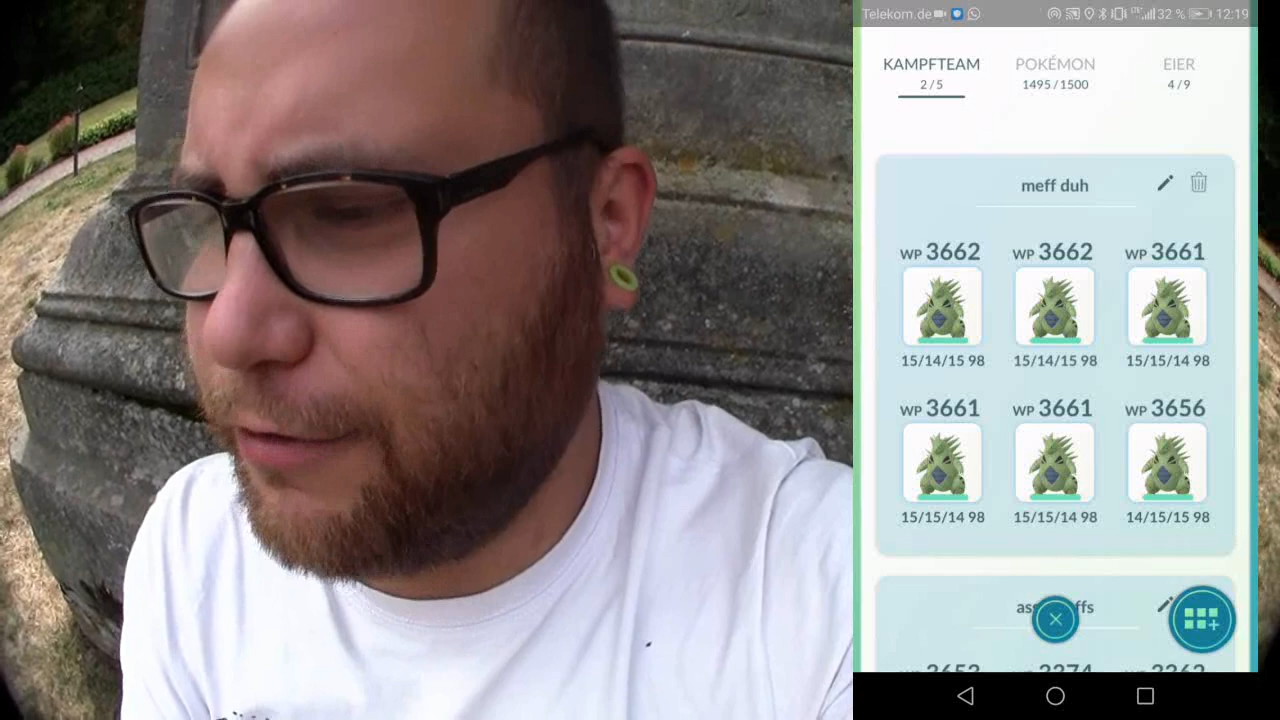 Telekom.de 32 % 12:19
KAMPFTEAM POKÉMON EIER
2/5 1495/1500 4/9
meff duh
WP 3662 WP 3662 WP 3661
15/14/15 98 15/14/15 98 15/15/14 98
WP 3661 WP 3661 WP 3656
15/15/14 98 15/15/14 98 14/15/15 98